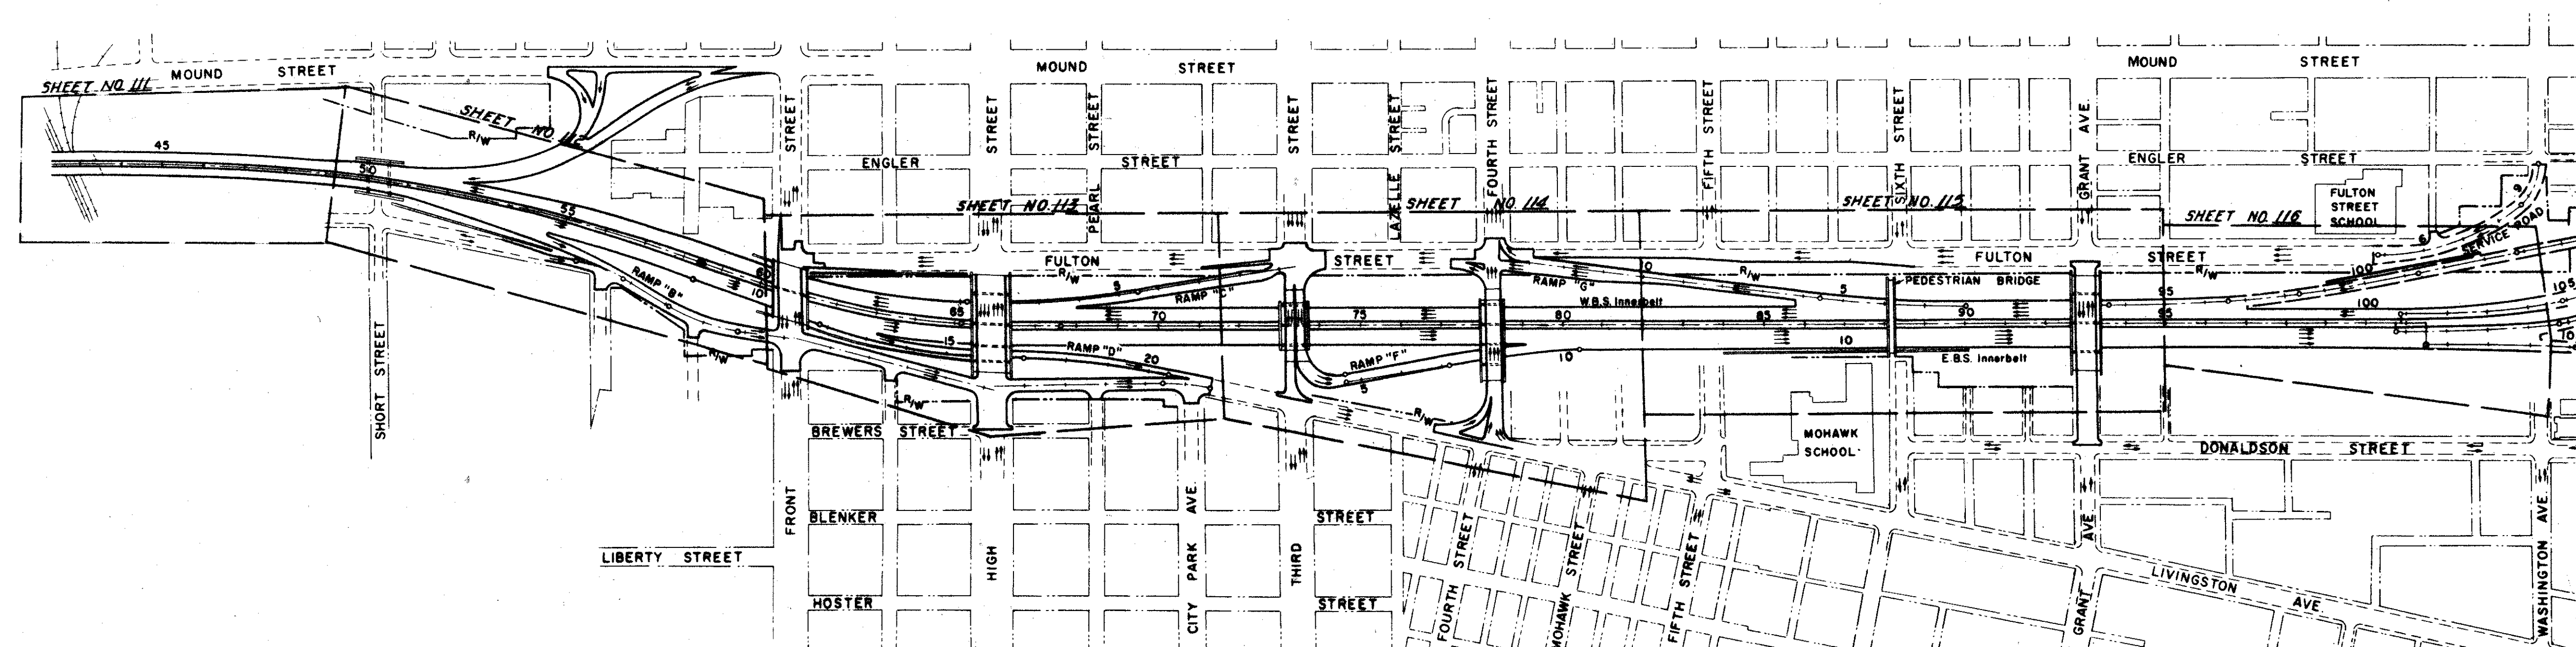 MOUND STREET
SHEET NO. 111
SHEET NO. 112
R/W
45
50
55
60
10
RAMP "B"
R/W
SHORT STREET
LIBERTY STREET
FRONT
STREET
MOUND STREET
ENGLER STREET
HIGH
STREET
PEARL
STREET
STREET
LAZELLE
STREET
FOURTH STREET
FIFTH STREET
SIXTH STREET
GRANT AVE.
MOUND STREET
ENGLER STREET
SHEET NO. 113
SHEET NO. 114
SHEET NO. 115
SHEET NO. 116
FULTON
STREET
SCHOOL
FULTON STREET
R/W
5
RAMP "C"
65
70
75
80
85
90
95
95
100
100
105
15
RAMP "D"
20
RAMP "F"
5
10
0
RAMP "G"
5
R/W
W.B.S. Innerbelt
10
E.B.S. Innerbelt
PEDESTRIAN BRIDGE
FULTON STREET
R/W
SERVICE ROAD
6
R/W
R/W
BREWERS STREET
BLENKER STREET
HOSTER STREET
CITY PARK AVE.
THIRD
FOURTH STREET
MOHAWK STREET
FIFTH STREET
MOHAWK
SCHOOL
DONALDSON STREET
LIVINGSTON AVE.
GRANT AVE
WASHINGTON AVE.